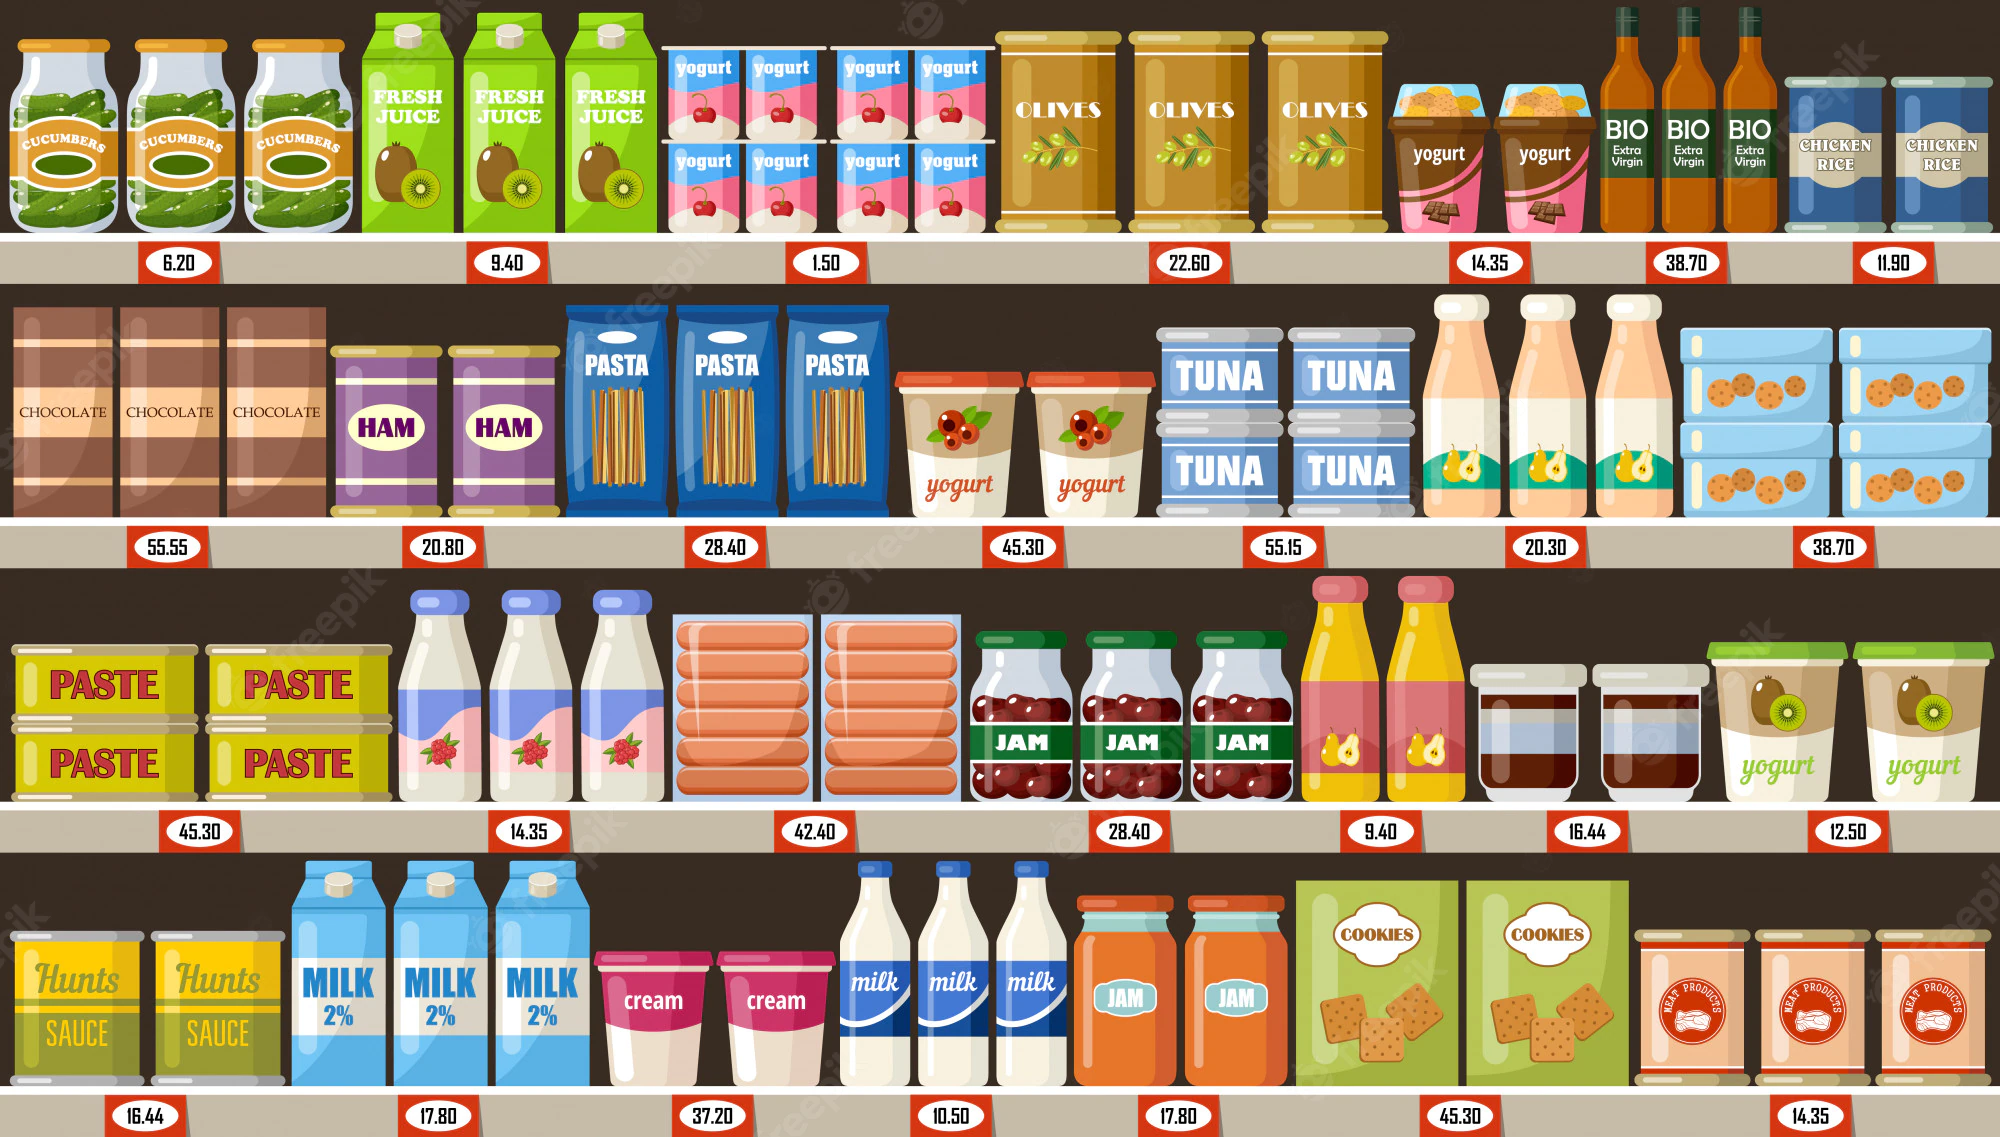 CUCUMBERS
CUCUMBERS
CUCUMBERS
FRESH
JUICE
FRESH
JUICE
FRESH
JUICE
yogurt
yogurt
yogurt
yogurt
yogurt
yogurt
yogurt
yogurt
OLIVES
OLIVES
OLIVES
yogurt
yogurt
BIO
Extra
Virgin
BIO
Extra
Virgin
BIO
Extra
Virgin
CHICKEN
RICE
CHICKEN
RICE
6.20
9.40
1.50
22.60
14.35
38.70
11.90
CHOCOLATE
CHOCOLATE
CHOCOLATE
HAM
HAM
PASTA
PASTA
PASTA
yogurt
yogurt
TUNA
TUNA
TUNA
TUNA
55.55
20.80
28.40
45.30
55.15
20.30
38.70
PASTE
PASTE
PASTE
PASTE
JAM
JAM
JAM
yogurt
yogurt
45.30
14.35
42.40
28.40
9.40
16.44
12.50
Hunts
SAUCE
Hunts
SAUCE
MILK
2%
MILK
2%
MILK
2%
cream
cream
milk
milk
milk
JAM
JAM
COOKIES
COOKIES
MEAT PRODUCTS
MEAT PRODUCTS
MEAT PRODUCTS
16.44
17.80
37.20
10.50
17.80
45.30
14.35
freepik